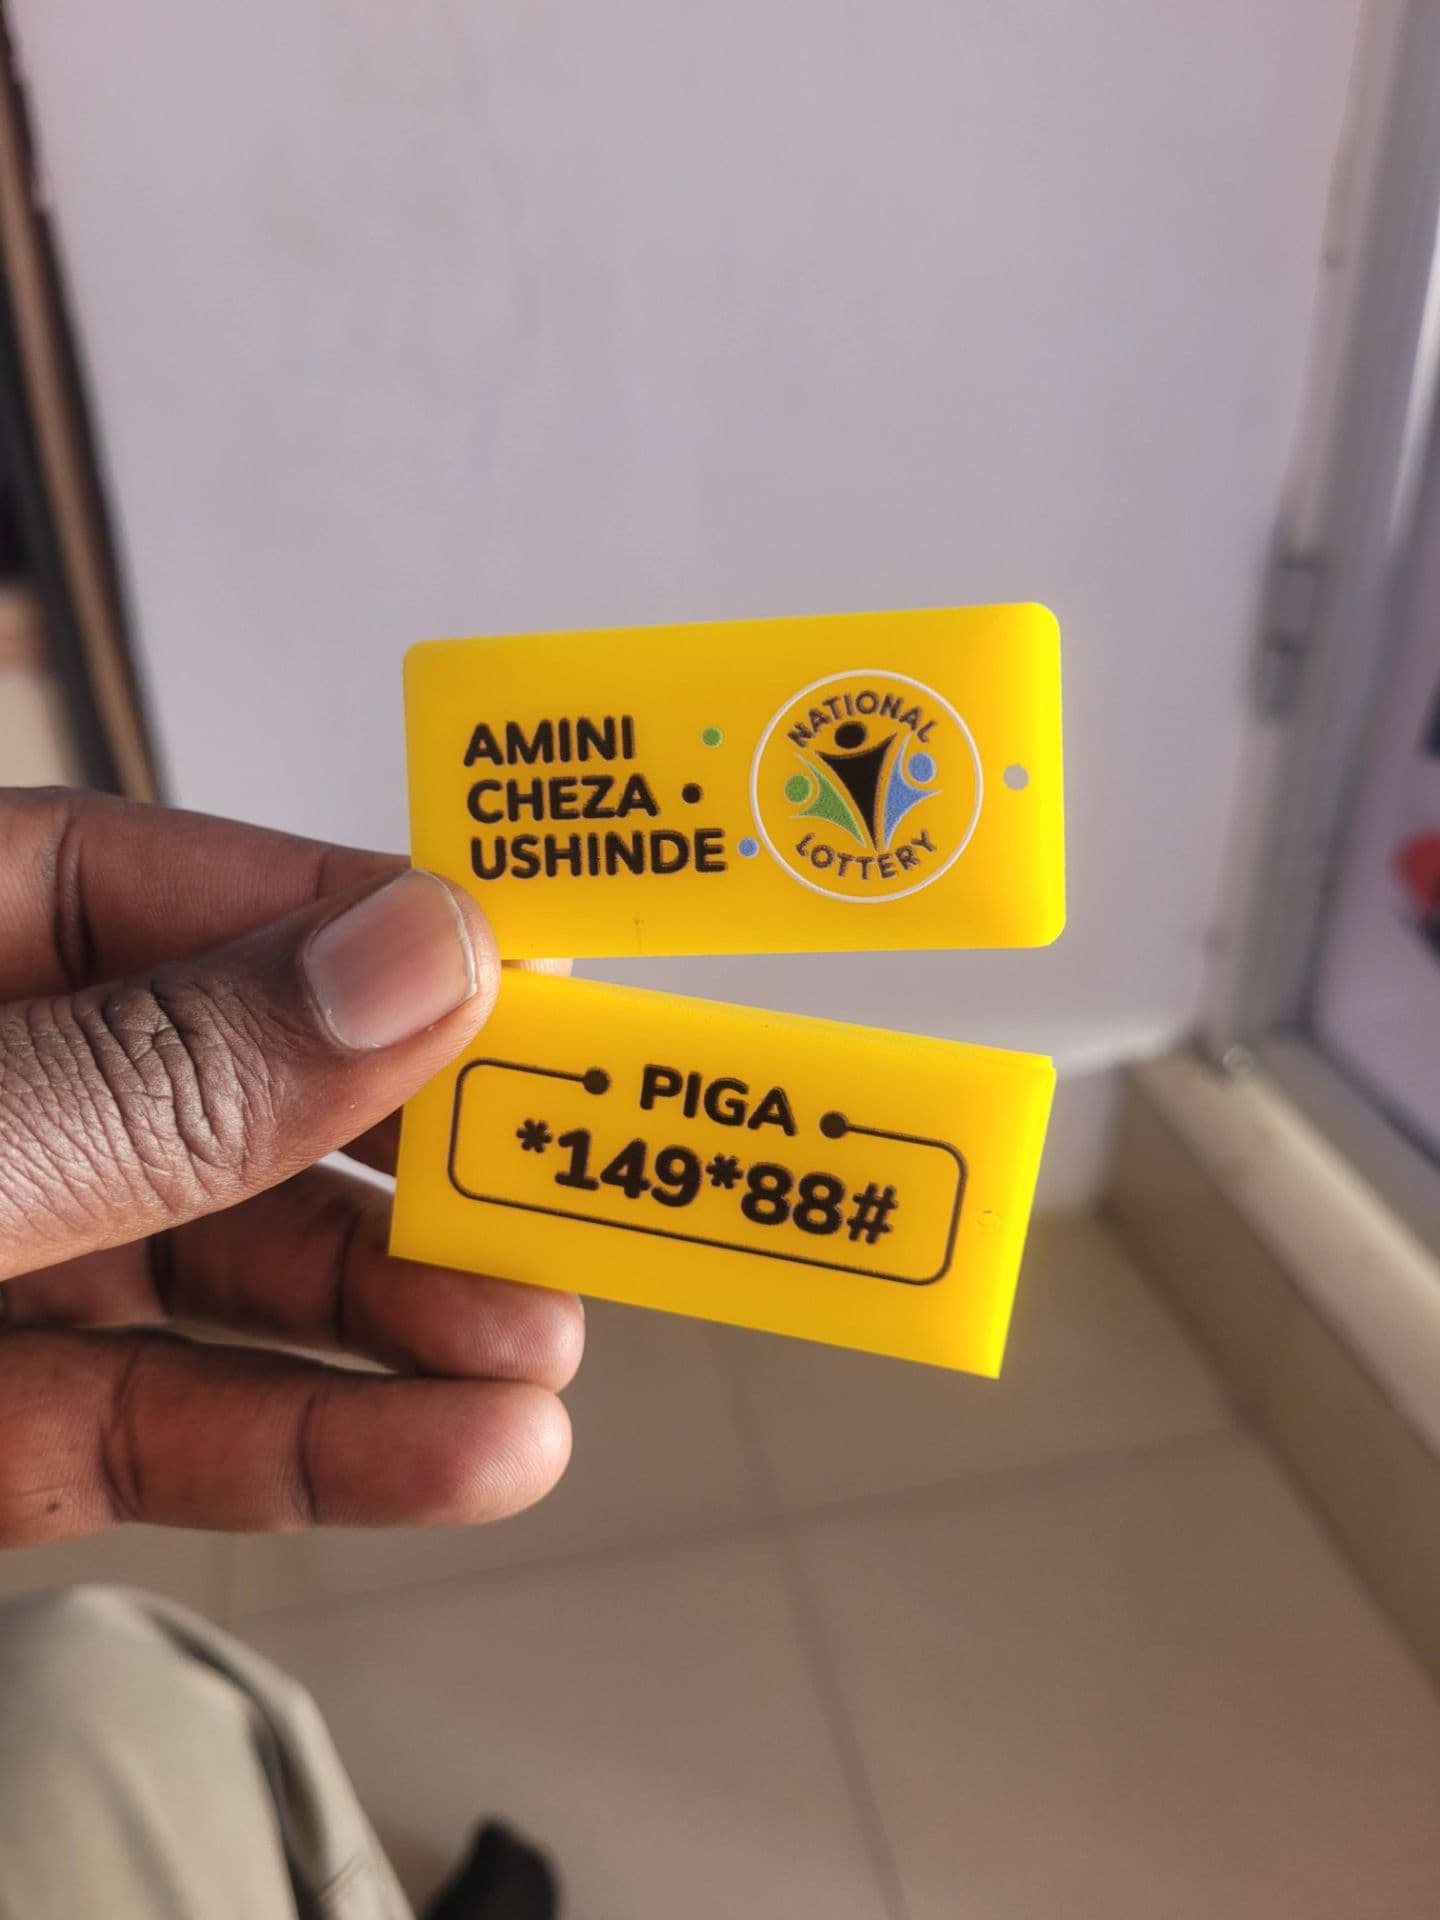 AMINI
CHEZA
USHINDE
NATIONAL
LOTTERY
PIGA
*149*88#